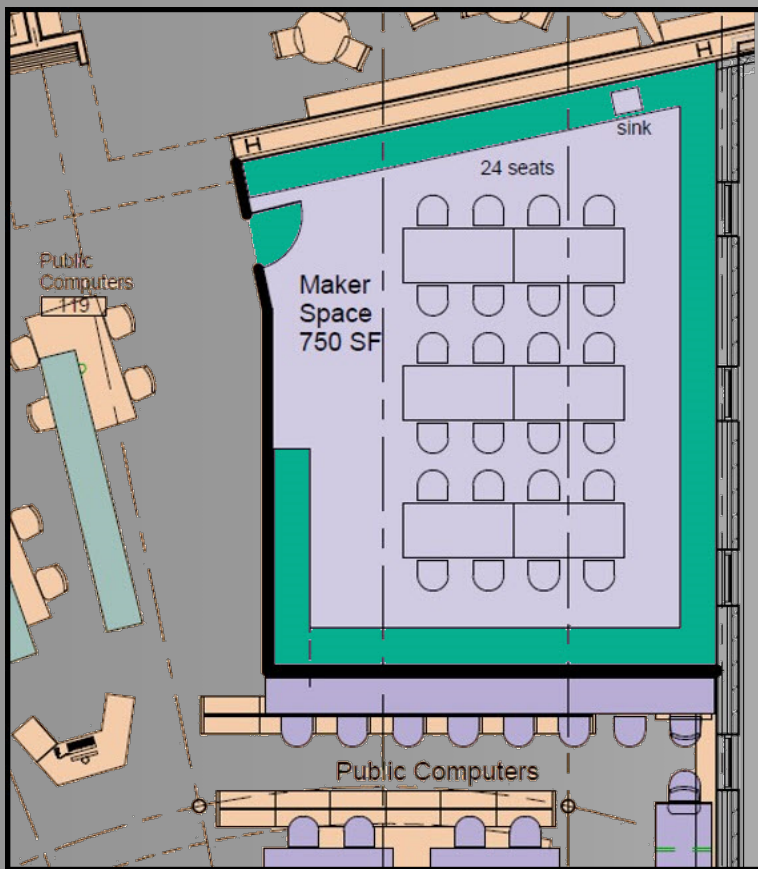 sink
24 seats
Public
Computers
119
Maker
Space
750 SF
Public Computers